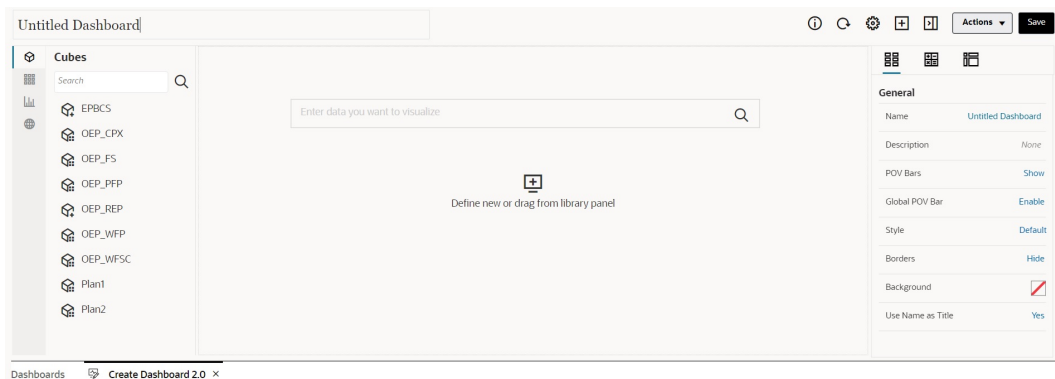 Untitled Dashboard
Actions
Save
Cubes
Search
EPBCS
OEP_CPX
OEP_FS
OEP_PFP
OEP_REP
OEP_WFP
OEP_WFSC
Plan1
Plan2
Enter data you want to visualize
Define new or drag from library panel
General
Name Untitled Dashboard
Description None
POV Bars Show
Global POV Bar Enable
Style Default
Borders Hide
Background
Use Name as Title Yes
Dashboards Create Dashboard 2.0 ×